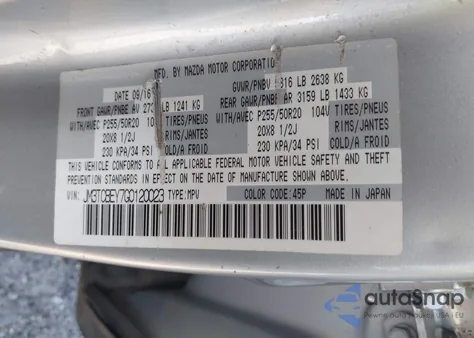 MFD. BY MAZDA MOTOR CORPORATION
DATE 09/16 GVWR/PNBV LB 2638 KG
FRONT GAWR/PNBE AV LB 1241 KG REAR GAWR/PNBE AR 3159 LB 1433 KG
WITH/AVEC P255/50R20 TIRES/PNEUS WITH/AVEC P255/50R20 104V TIRES/PNEUS
20X8 1/2J RIMS/JANTES 20X8 1/2J RIMS/JANTES
230 KPA/34 PSI COLD/A FROID 230 KPA/34 PSI COLD/A FROID
THIS VEHICLE CONFORMS TO ALL APPLICABLE FEDERAL MOTOR VEHICLE SAFETY AND THEFT
PREVENTION STANDARDS IN EFFECT ON THE DATE OF MANUFACTURE SHOWN ABOVE.
VIN: JM3TCBEY7G0120023 TYPE:MPV COLOR CODE:45P MADE IN JAPAN
autoSnap